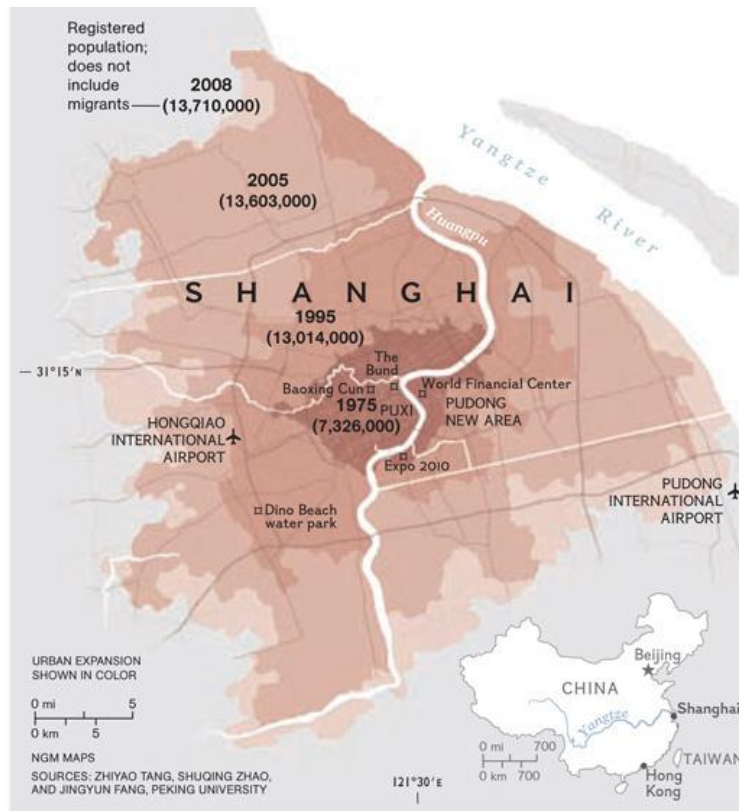 Registered
population;
does not
include
migrants
2008
(13,710,000)
Yangtze River
2005
(13,603,000)
Huangpu
SHANGHAI
1995
(13,014,000)
31°15'N
The
Bund
Baoxing Cun
World Financial Center
1975
(7,326,000)
PUXI
PUDONG
NEW AREA
HONGQIAO
INTERNATIONAL
AIRPORT
Expo 2010
PUDONG
INTERNATIONAL
AIRPORT
Dino Beach
water park
URBAN EXPANSION
SHOWN IN COLOR
0 mi 5
0 km 5
NGM MAPS
SOURCES: ZHIYAO TANG, SHUQING ZHAO,
AND JINGYUN FANG, PEKING UNIVERSITY
121°30'E
Beijing
CHINA
Yangtze
Shanghai
0 mi 700
0 km 700
TAIWAN
Hong
Kong